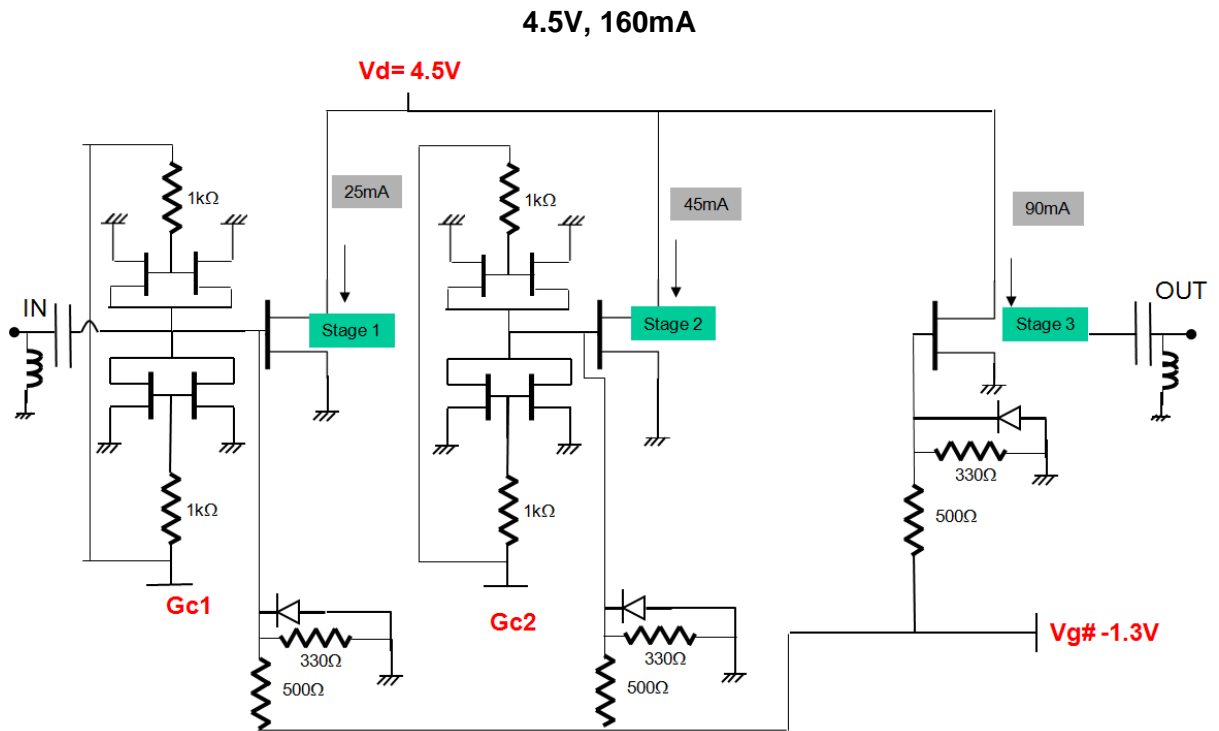 4.5V, 160mA
Vd= 4.5V
1kΩ
25mA
1kΩ
45mA
90mA
IN
Stage 1
Stage 2
Stage 3
OUT
330Ω
500Ω
1kΩ
1kΩ
Gc1
Gc2
Vg# -1.3V
330Ω
500Ω
330Ω
500Ω